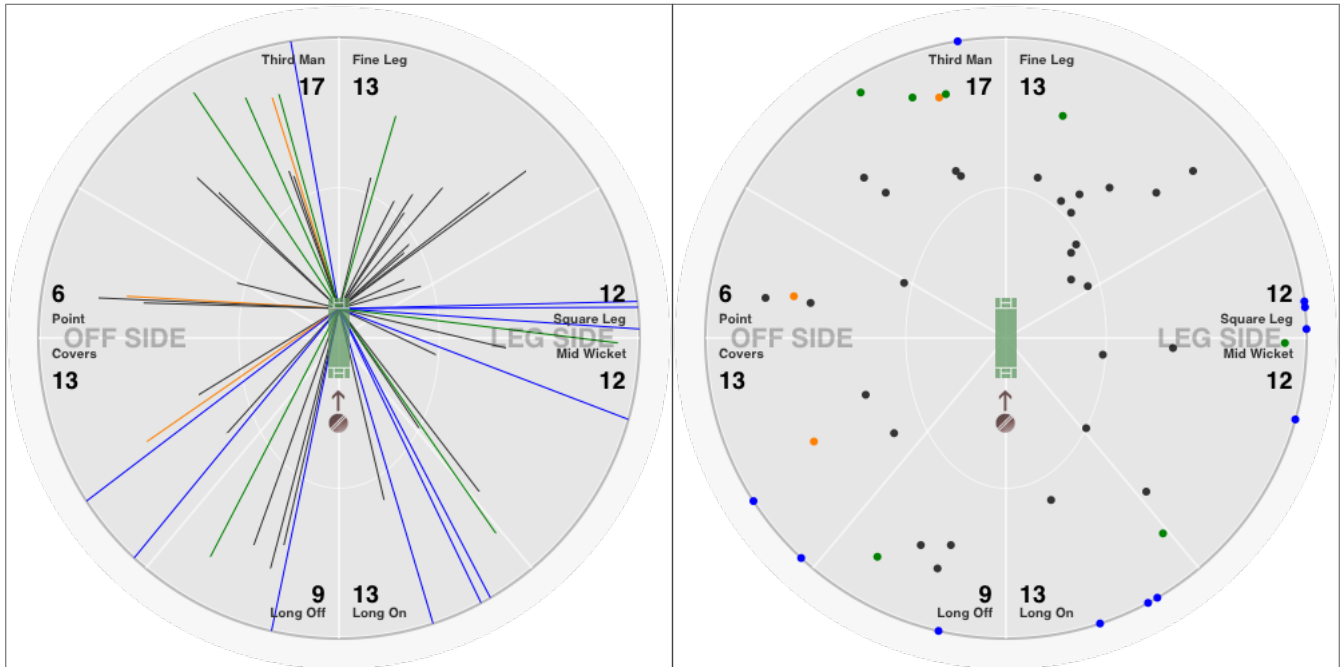 Third Man
Fine Leg
17
13
6
Point
12
Square Leg
OFF SIDE
LEG SIDE
Covers
13
Mid Wicket
12
9
Long Off
13
Long On
Third Man
Fine Leg
17
13
6
Point
12
Square Leg
OFF SIDE
LEG SIDE
Covers
13
Mid Wicket
12
9
Long Off
13
Long On